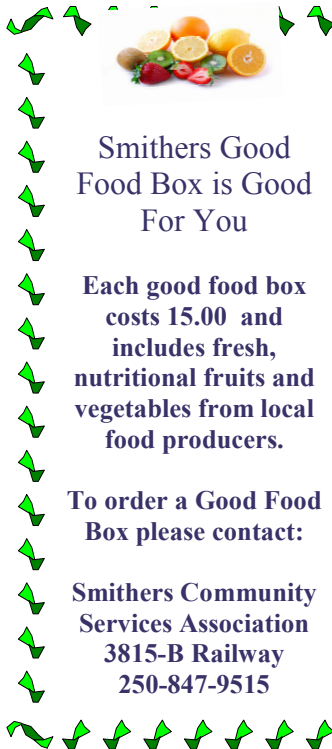 Smithers Good
Food Box is Good
For You
Each good food box
costs 15.00 and
includes fresh,
nutritional fruits and
vegetables from local
food producers.
To order a Good Food
Box please contact:
Smithers Community
Services Association
3815-B Railway
250-847-9515